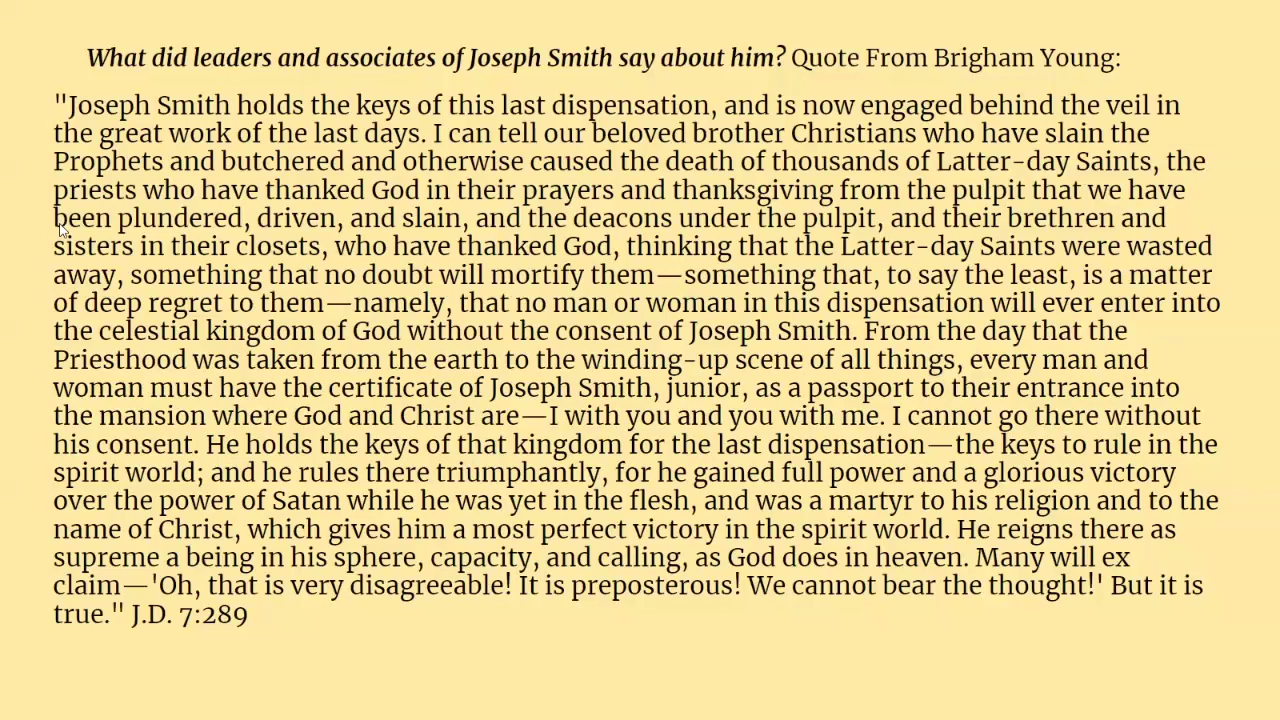 What did leaders and associates of Joseph Smith say about him? Quote From Brigham Young:
"Joseph Smith holds the keys of this last dispensation, and is now engaged behind the veil in
the great work of the last days. I can tell our beloved brother Christians who have slain the
Prophets and butchered and otherwise caused the death of thousands of Latter-day Saints, the
priests who have thanked God in their prayers and thanksgiving from the pulpit that we have
been plundered, driven, and slain, and the deacons under the pulpit, and their brethren and
sisters in their closets, who have thanked God, thinking that the Latter-day Saints were wasted
away, something that no doubt will mortify them—something that, to say the least, is a matter
of deep regret to them—namely, that no man or woman in this dispensation will ever enter into
the celestial kingdom of God without the consent of Joseph Smith. From the day that the
Priesthood was taken from the earth to the winding-up scene of all things, every man and
woman must have the certificate of Joseph Smith, junior, as a passport to their entrance into
the mansion where God and Christ are—I with you and you with me. I cannot go there without
his consent. He holds the keys of that kingdom for the last dispensation—the keys to rule in the
spirit world; and he rules there triumphantly, for he gained full power and a glorious victory
over the power of Satan while he was yet in the flesh, and was a martyr to his religion and to the
name of Christ, which gives him a most perfect victory in the spirit world. He reigns there as
supreme a being in his sphere, capacity, and calling, as God does in heaven. Many will ex
claim—'Oh, that is very disagreeable! It is preposterous! We cannot bear the thought!' But it is
true." J.D. 7:289